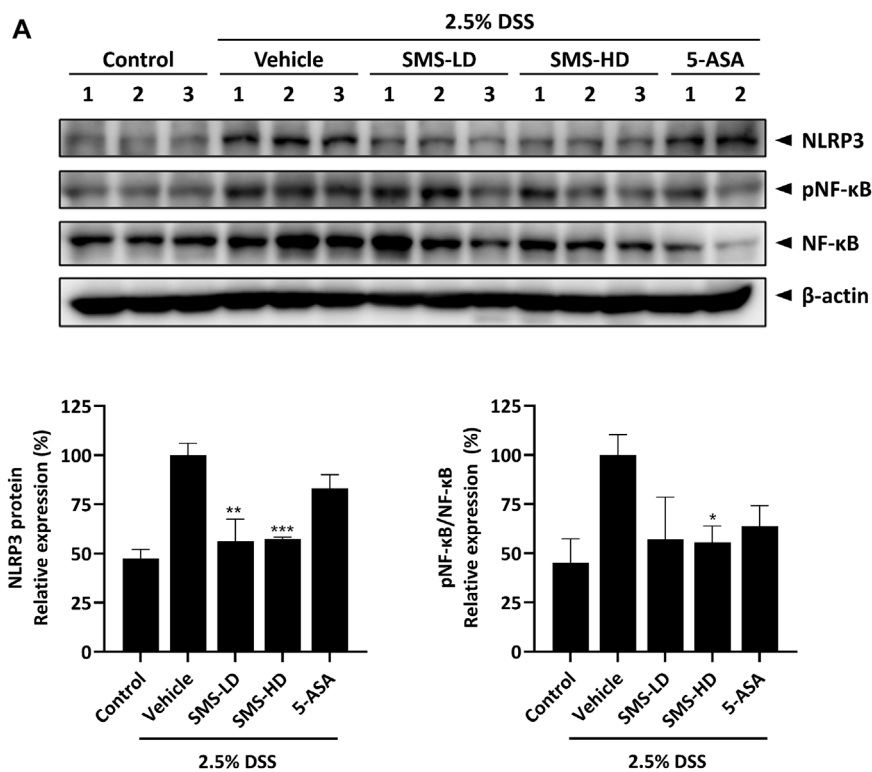 A
2.5% DSS
Control Vehicle SMS-LD SMS-HD 5-ASA
1 2 3 1 2 3 1 2 3 1 2 3 1 2
NLRP3
pNF-κB
NF-κB
β-actin
NLRP3 protein
Relative expression (%)
125
100
75
50
25
0
Control
Vehicle
SMS-LD
SMS-HD
5-ASA
**
***
2.5% DSS
pNF-κB/NF-κB
Relative expression (%)
125
100
75
50
25
0
Control
Vehicle
SMS-LD
SMS-HD
5-ASA
*
2.5% DSS